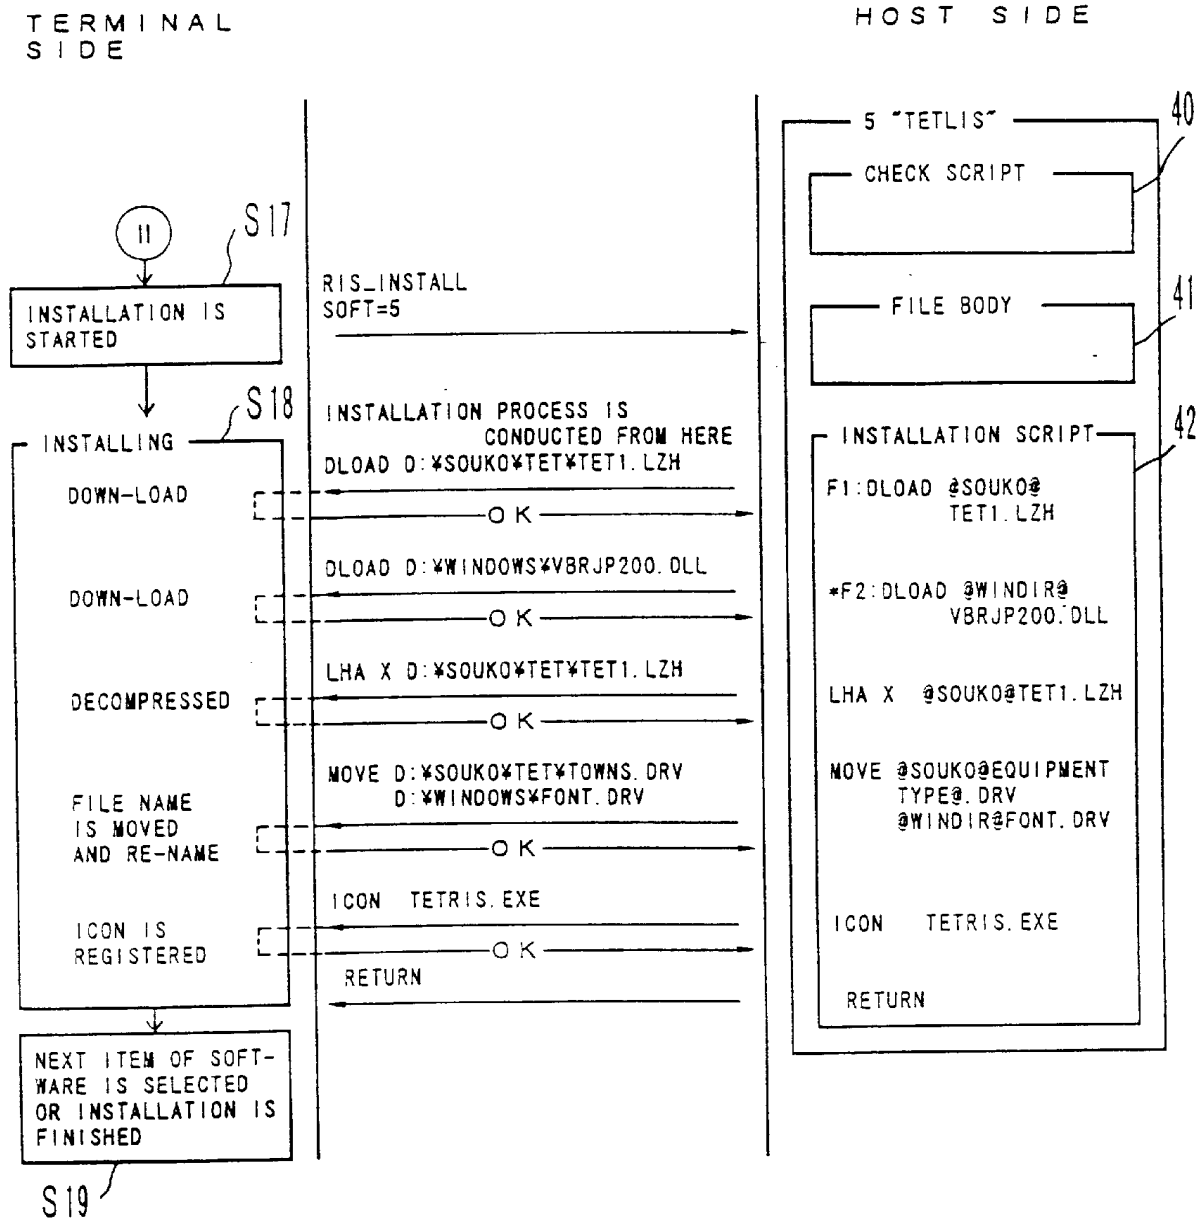 TERMINAL
SIDE
HOST SIDE
II
S17
INSTALLATION IS
STARTED
S18
INSTALLING
DOWN-LOAD
DOWN-LOAD
DECOMPRESSED
FILE NAME
IS MOVED
AND RE-NAME
ICON IS
REGISTERED
NEXT ITEM OF SOFT-
WARE IS SELECTED
OR INSTALLATION IS
FINISHED
S19
RIS_INSTALL
SOFT=5
INSTALLATION PROCESS IS
CONDUCTED FROM HERE
DLOAD D:¥SOUKO¥TET¥TET1.LZH
OK
DLOAD D:¥WINDOWS¥VBRJP200.DLL
OK
LHA X D:¥SOUKO¥TET¥TET1.LZH
OK
MOVE D:¥SOUKO¥TET¥TOWNS.DRV
D:¥WINDOWS¥FONT.DRV
OK
ICON TETRIS.EXE
OK
RETURN
5 "TETLIS"
40
CHECK SCRIPT
41
FILE BODY
42
INSTALLATION SCRIPT
F1:DLOAD @SOUKO@
TET1.LZH
*F2:DLOAD @WINDIR@
VBRJP200.DLL
LHA X @SOUKO@TET1.LZH
MOVE @SOUKO@EQUIPMENT
TYPE@.DRV
@WINDIR@FONT.DRV
ICON TETRIS.EXE
RETURN